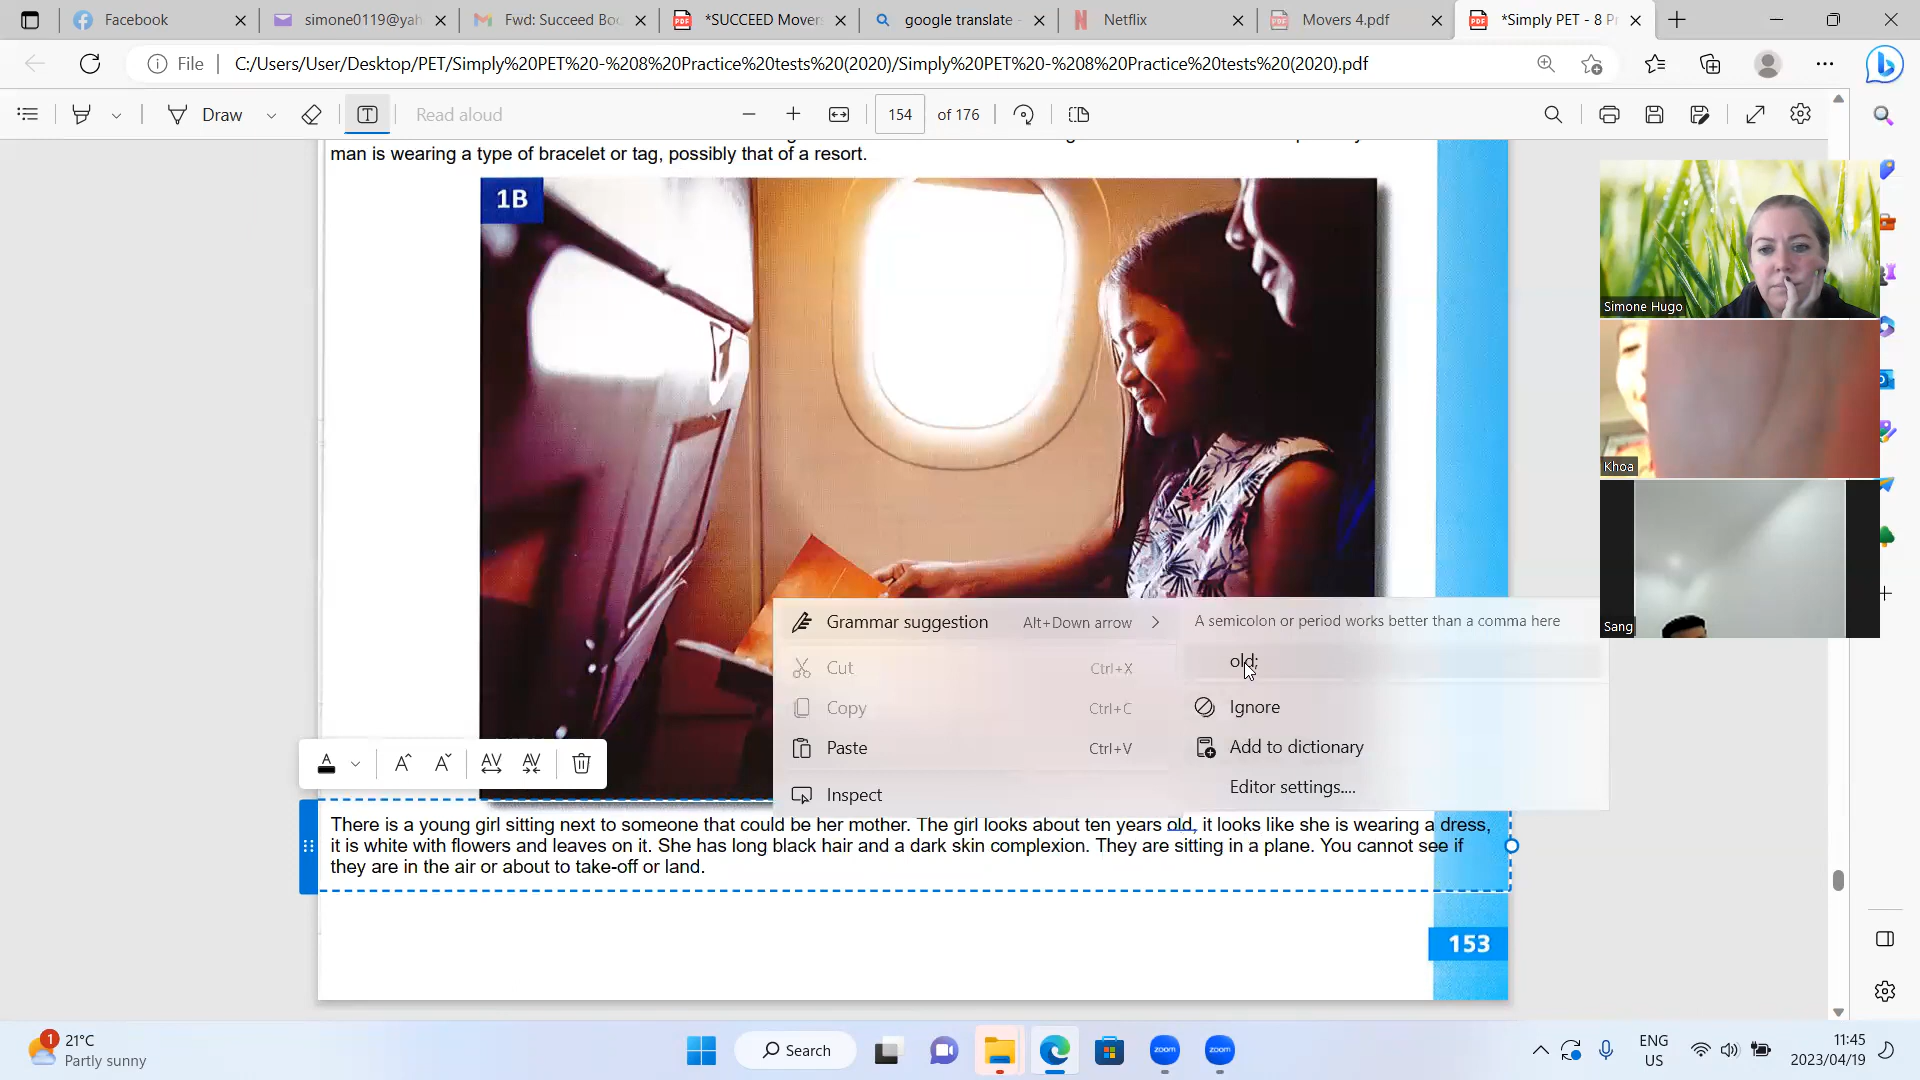 Facebook
simone0119@yah
Fwd: Succeed Boo
*SUCCEED Movers
google translate -
Netflix
Movers 4.pdf
*Simply PET - 8 Pr
File
C:/Users/User/Desktop/PET/Simply%20PET%20-%208%20Practice%20tests%20(2020)/Simply%20PET%20-%208%20Practice%20tests%20(2020).pdf
Draw
Read aloud
154
of 176
man is wearing a type of bracelet or tag, possibly that of a resort.
1B
Simone Hugo
Khoa
Sang
Grammar suggestion Alt+Down arrow
A semicolon or period works better than a comma here
old;
Cut Ctrl+X
Copy Ctrl+C
Ignore
Paste Ctrl+V
Add to dictionary
Inspect
Editor settings....
There is a young girl sitting next to someone that could be her mother. The girl looks about ten years old, it looks like she is wearing a dress,
it is white with flowers and leaves on it. She has long black hair and a dark skin complexion. They are sitting in a plane. You cannot see if
they are in the air or about to take-off or land.
153
1
21°C
Partly sunny
Search
zoom
zoom
ENG
US
11:45
2023/04/19